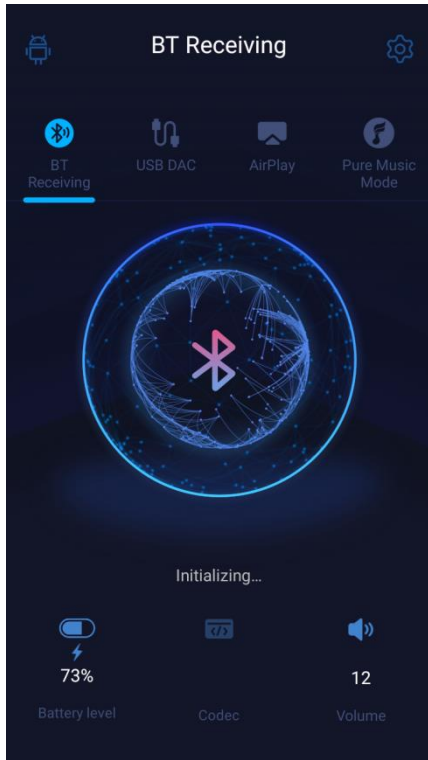 BT Receiving
BT
Receiving
USB DAC
AirPlay
Pure Music
Mode
Initializing...
73%
12
Battery level
Codec
Volume